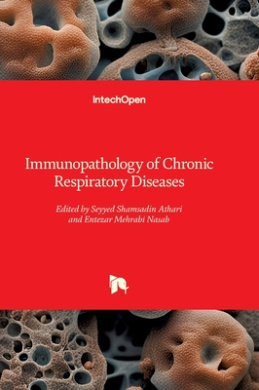 IntechOpen
Immunopathology of Chronic
Respiratory Diseases
Edited by Seyyed Shamsadin Athari
and Entezar Mehrabi Nasab